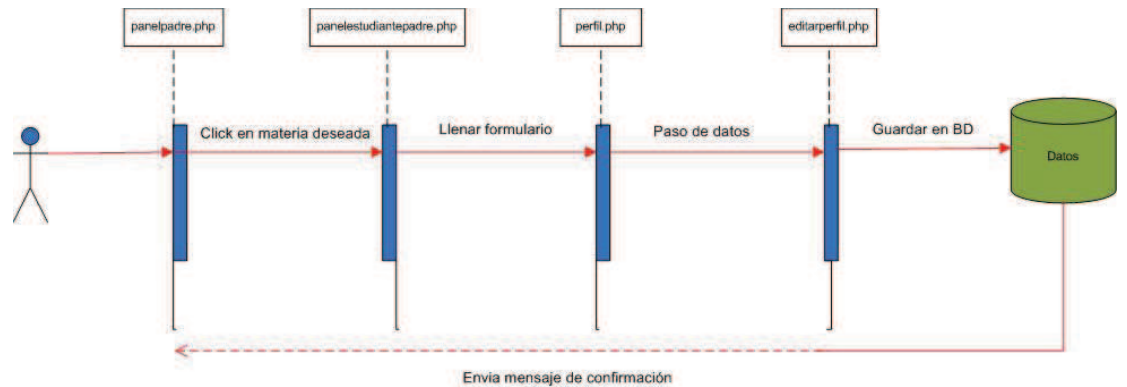 panelpadre.php
panelestudiantepadre.php
perfil.php
editarperfil.php
Click en materia deseada
Llenar formulario
Paso de datos
Guardar en BD
Datos
Envia mensaje de confirmación